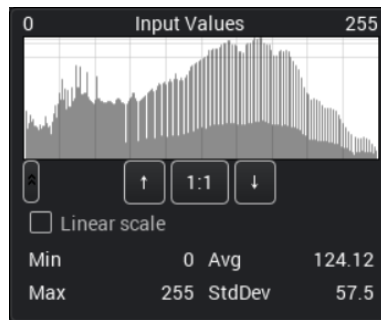 0 Input Values 255
↑ 1:1 ↓
Linear scale
Min 0 Avg 124.12
Max 255 StdDev 57.5